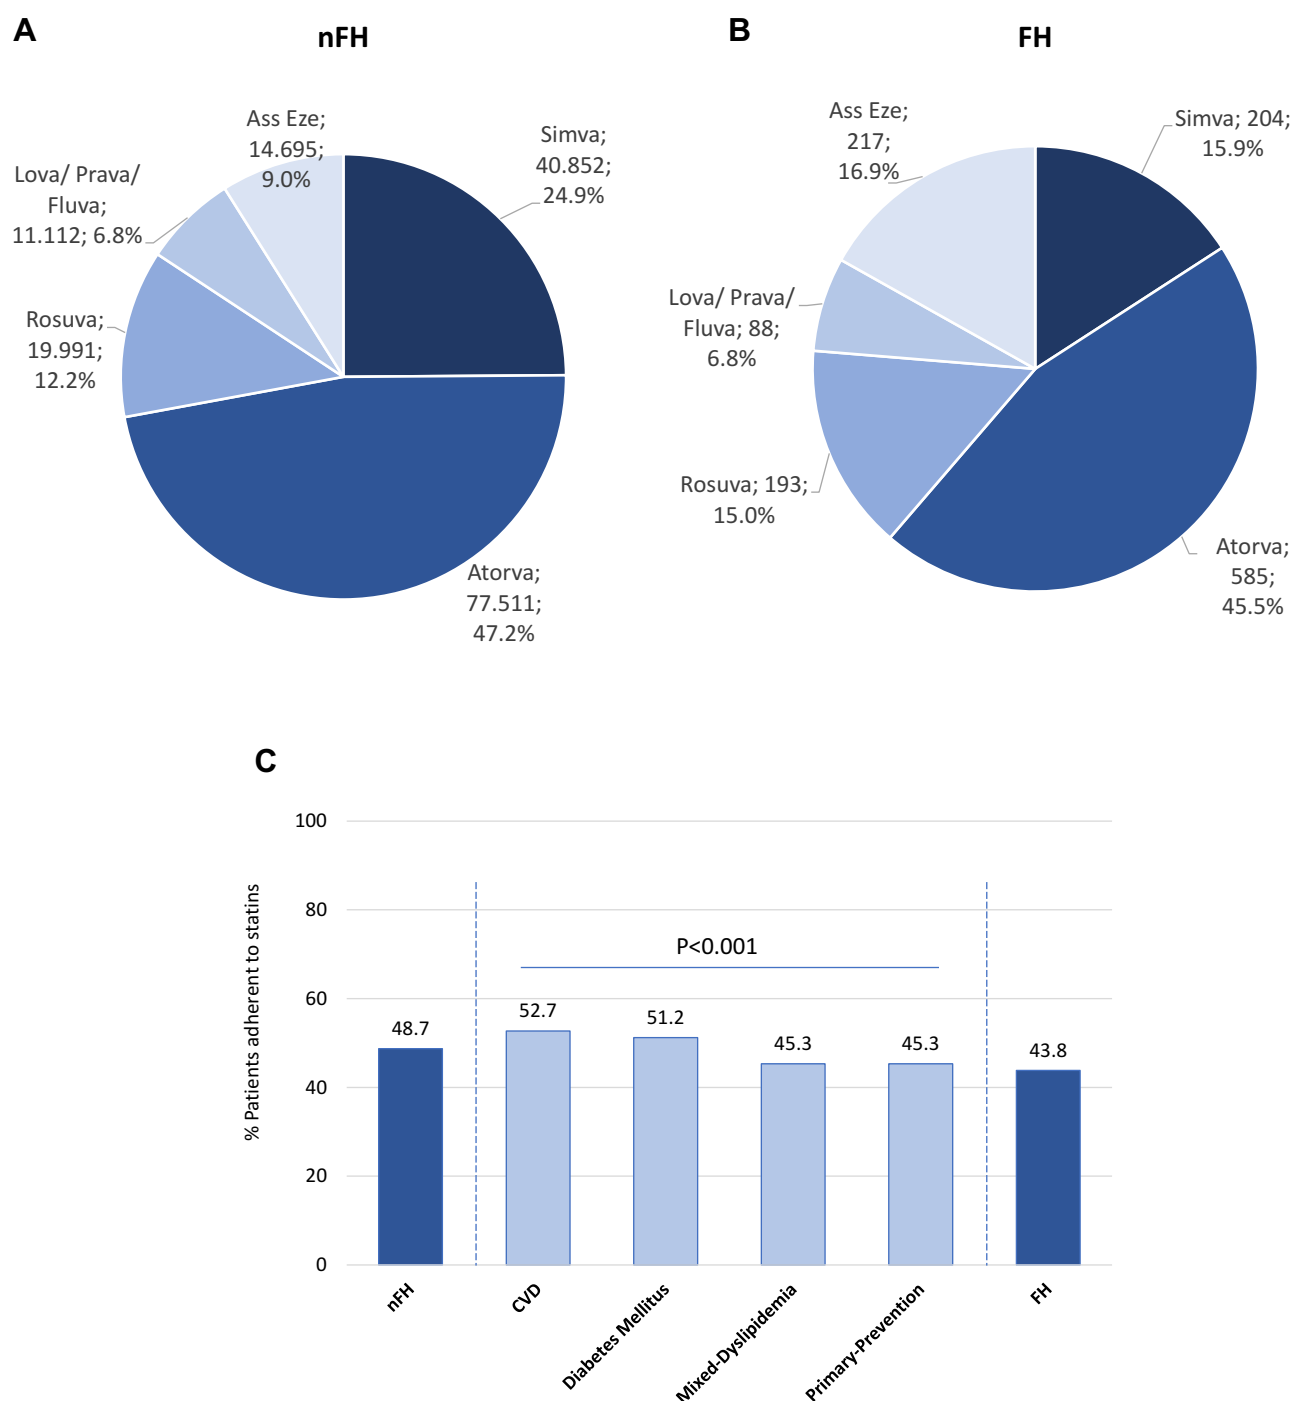 A
nFH
Ass Eze;
14.695;
9.0%
Simva;
40.852;
24.9%
Lova/ Prava/
Fluva;
11.112; 6.8%
Rosuva;
19.991;
12.2%
Atorva;
77.511;
47.2%
B
FH
Ass Eze;
217;
16.9%
Simva; 204;
15.9%
Lova/ Prava/
Fluva; 88;
6.8%
Rosuva; 193;
15.0%
Atorva;
585;
45.5%
C
% Patients adherent to statins
100
80
60
40
20
0
P<0.001
48.7
52.7
51.2
45.3
45.3
43.8
nFH
CVD
Diabetes Mellitus
Mixed-Dyslipidemia
Primary-Prevention
FH